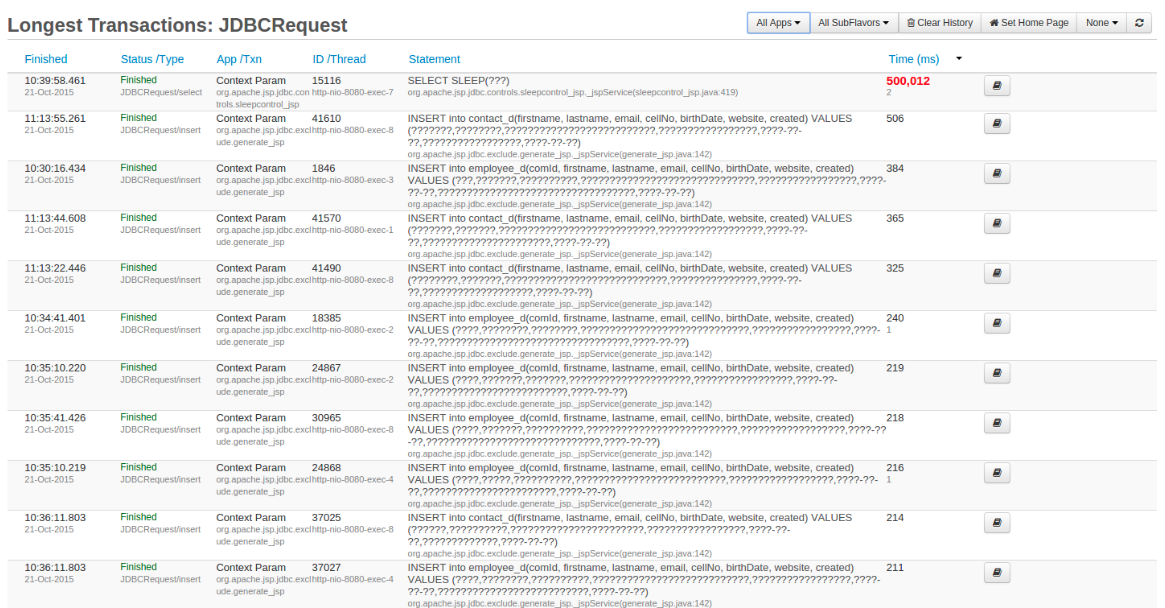 Longest Transactions: JDBCRequest
All Apps
All SubFlavors
Clear History
Set Home Page
None
Finished Status /Type App /Txn ID /Thread Statement Time (ms)
10:39:58.461 Finished Context Param 15116 SELECT SLEEP(???) 500,012
21-Oct-2015 JDBCRequest/select org.apache.jsp.jdbc.con http-nio-8080-exec-7 org.apache.jsp.jdbc.controls.sleepcontrol_jsp._jspService(sleepcontrol_jsp.java:419) 2
trols.sleepcontrol_jsp
11:13:55.261 Finished Context Param 41610 INSERT into contact_d(firstname, lastname, email, cellNo, birthDate, website, created) VALUES 506
21-Oct-2015 JDBCRequest/insert org.apache.jsp.jdbc.excl http-nio-8080-exec-8 (???????,????????,??????????????????????????,?????????????????,????-??-
ude.generate_jsp ??,?????????????????,????-??-??)
org.apache.jsp.jdbc.exclude.generate_jsp._jspService(generate_jsp.java:142)
10:30:16.434 Finished Context Param 1846 INSERT into employee_d(comId, firstname, lastname, email, cellNo, birthDate, website, created) 384
21-Oct-2015 JDBCRequest/insert org.apache.jsp.jdbc.excl http-nio-8080-exec-3 VALUES (???,???????,??????????,??????????????????????????????,?????????????????,????-
ude.generate_jsp ??-??,??????????????????????????????????,????-??-??)
org.apache.jsp.jdbc.exclude.generate_jsp._jspService(generate_jsp.java:142)
11:13:44.608 Finished Context Param 41570 INSERT into contact_d(firstname, lastname, email, cellNo, birthDate, website, created) VALUES 365
21-Oct-2015 JDBCRequest/insert org.apache.jsp.jdbc.excl http-nio-8080-exec-1 (???????,???????,???????????????????????????,??????????????????,????-??-
ude.generate_jsp ??,??????????????????????,????-??-??)
org.apache.jsp.jdbc.exclude.generate_jsp._jspService(generate_jsp.java:142)
11:13:22.446 Finished Context Param 41490 INSERT into contact_d(firstname, lastname, email, cellNo, birthDate, website, created) VALUES 325
21-Oct-2015 JDBCRequest/insert org.apache.jsp.jdbc.excl http-nio-8080-exec-8 (????????,???????,????????????????????????????,???????????????,????-??-
ude.generate_jsp ??,???????????????????,????-??-??)
org.apache.jsp.jdbc.exclude.generate_jsp._jspService(generate_jsp.java:142)
10:34:41.401 Finished Context Param 18385 INSERT into employee_d(comId, firstname, lastname, email, cellNo, birthDate, website, created) 240
21-Oct-2015 JDBCRequest/insert org.apache.jsp.jdbc.excl http-nio-8080-exec-2 VALUES (????,????????,????????,?????????????????????????????,?????????????????,????- 1
ude.generate_jsp ??-??,?????????????????????????????????,????-??-??)
org.apache.jsp.jdbc.exclude.generate_jsp._jspService(generate_jsp.java:142)
10:35:10.220 Finished Context Param 24867 INSERT into employee_d(comId, firstname, lastname, email, cellNo, birthDate, website, created) 219
21-Oct-2015 JDBCRequest/insert org.apache.jsp.jdbc.excl http-nio-8080-exec-2 VALUES (????,???????,???????,?????????????????????,?????????????????,????-??-
ude.generate_jsp ??,?????????????????????????,????-??-??)
org.apache.jsp.jdbc.exclude.generate_jsp._jspService(generate_jsp.java:142)
10:35:41.426 Finished Context Param 30965 INSERT into employee_d(comId, firstname, lastname, email, cellNo, birthDate, website, created) 218
21-Oct-2015 JDBCRequest/insert org.apache.jsp.jdbc.excl http-nio-8080-exec-8 VALUES (????,???????,??????????,??????????????????????????,??????????????????,????-??
ude.generate_jsp -??,??????????????????????????????,????-??-??)
org.apache.jsp.jdbc.exclude.generate_jsp._jspService(generate_jsp.java:142)
10:35:10.219 Finished Context Param 24868 INSERT into employee_d(comId, firstname, lastname, email, cellNo, birthDate, website, created) 216
21-Oct-2015 JDBCRequest/insert org.apache.jsp.jdbc.excl http-nio-8080-exec-4 VALUES (????,?????,??????????,??????????????????????????,??????????????????,????-??- 1
ude.generate_jsp ??,???????????????????????,????-??-??)
org.apache.jsp.jdbc.exclude.generate_jsp._jspService(generate_jsp.java:142)
10:36:11.803 Finished Context Param 37025 INSERT into contact_d(firstname, lastname, email, cellNo, birthDate, website, created) VALUES 214
21-Oct-2015 JDBCRequest/insert org.apache.jsp.jdbc.excl http-nio-8080-exec-8 (??????,??????????,???????????????????????,?????????????????,????-??-
ude.generate_jsp ??,?????????????,????-??-??)
org.apache.jsp.jdbc.exclude.generate_jsp._jspService(generate_jsp.java:142)
10:36:11.803 Finished Context Param 37027 INSERT into employee_d(comId, firstname, lastname, email, cellNo, birthDate, website, created) 211
21-Oct-2015 JDBCRequest/insert org.apache.jsp.jdbc.excl http-nio-8080-exec-4 VALUES (????,????????,??????????,???????????????????????????,?????????????????,????-
ude.generate_jsp ??-??,??????????????????????????,????-??-??)
org.apache.jsp.jdbc.exclude.generate_jsp._jspService(generate_jsp.java:142)